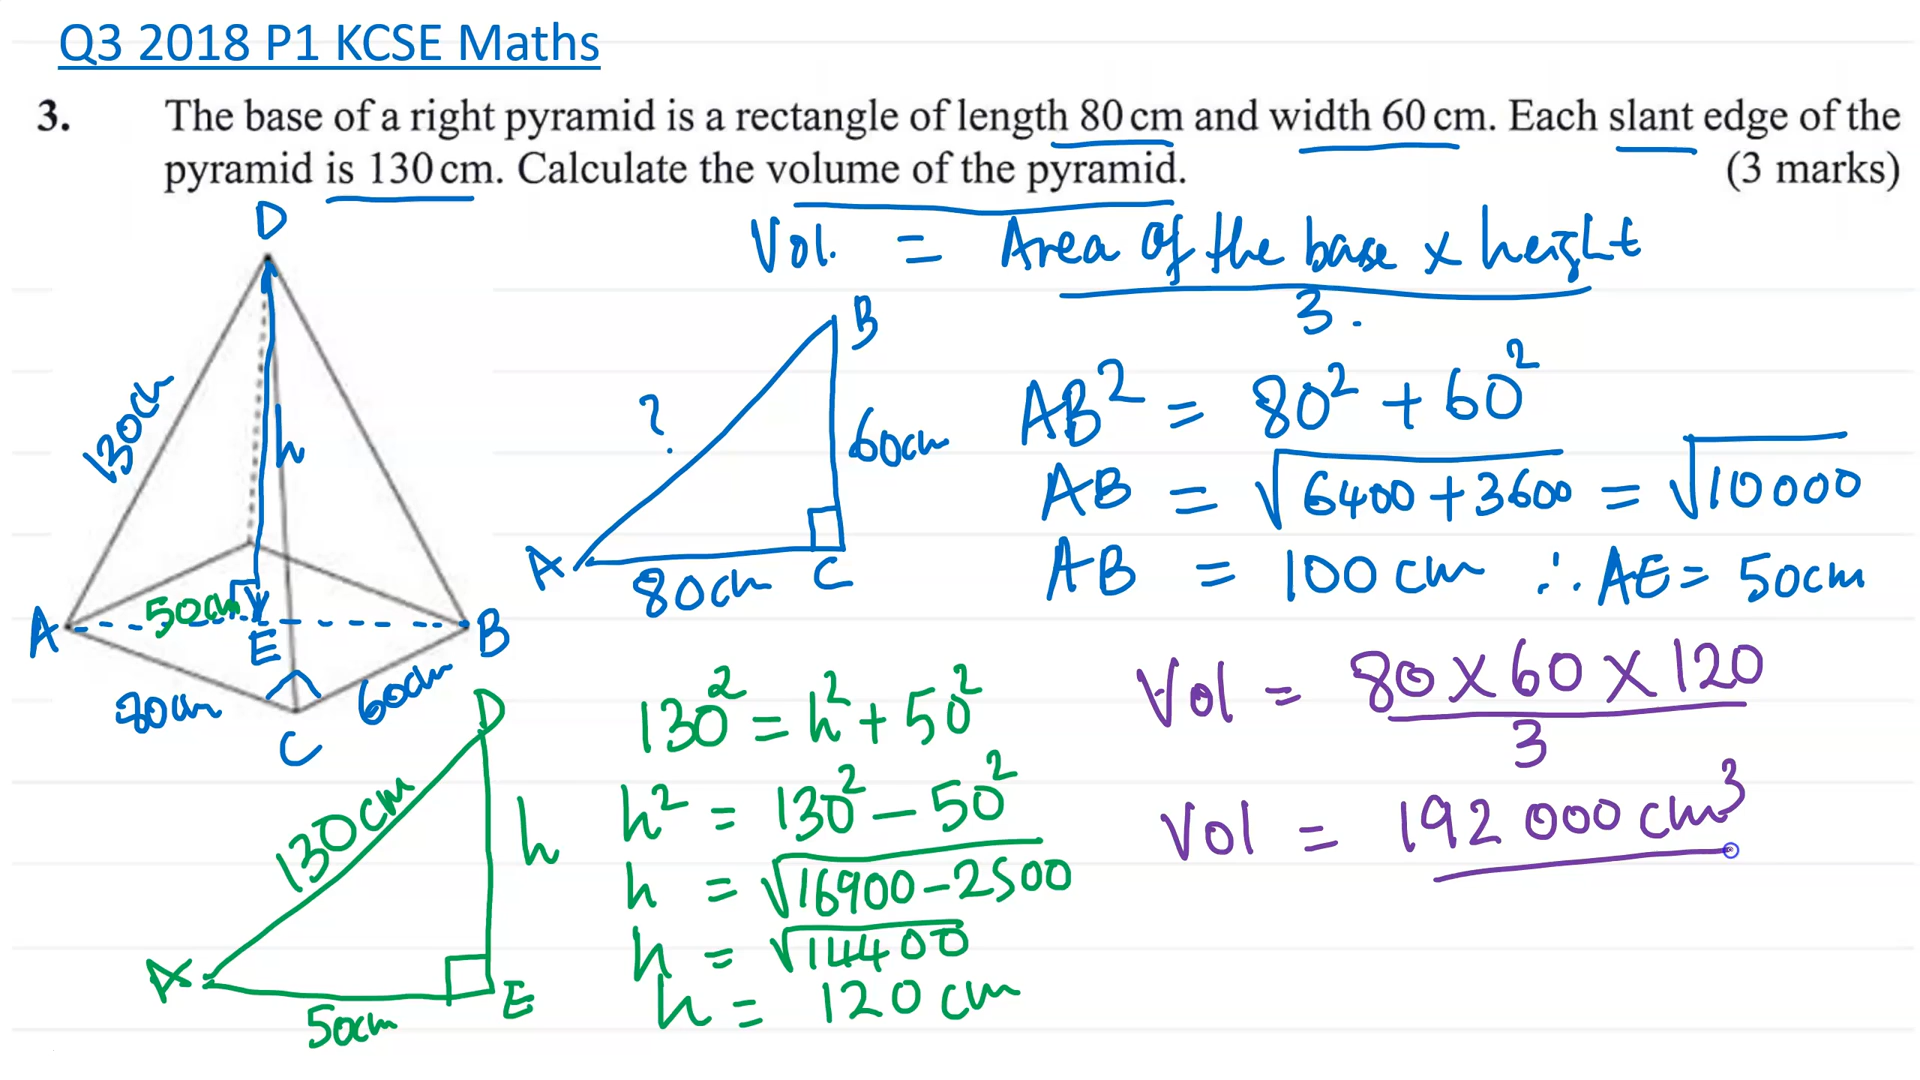 Q3 2018 P1 KCSE Maths
3. The base of a right pyramid is a rectangle of length 80 cm and width 60 cm. Each slant edge of the
pyramid is 130 cm. Calculate the volume of the pyramid. (3 marks)
D
130cm
h
50cm
A
E
B
80cm
60cm
C
Vol. = Area of the base × height
3.
B
?
60cm
A
80cm
C
AB² = 80² + 60²
AB = √6400+3600 = √10000
AB = 100 cm ∴ AE = 50cm
D
130cm
h
A
E
50cm
130² = h² + 50²
h² = 130² – 50²
h = √16900–2500
h = √14400
h = 120 cm
Vol = 80 × 60 × 120
3
Vol = 192 000 cm³